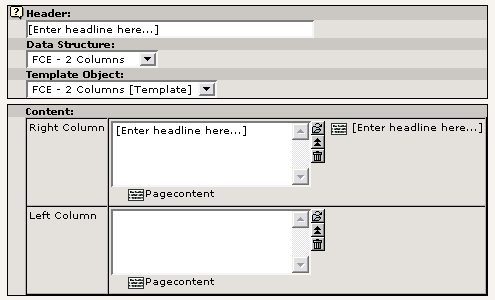 Header:
[Enter headline here...]
Data Structure:
FCE - 2 Columns
Template Object:
FCE - 2 Columns [Template]
Content:
Right Column
[Enter headline here...]
[Enter headline here...]
Pagecontent
Left Column
Pagecontent